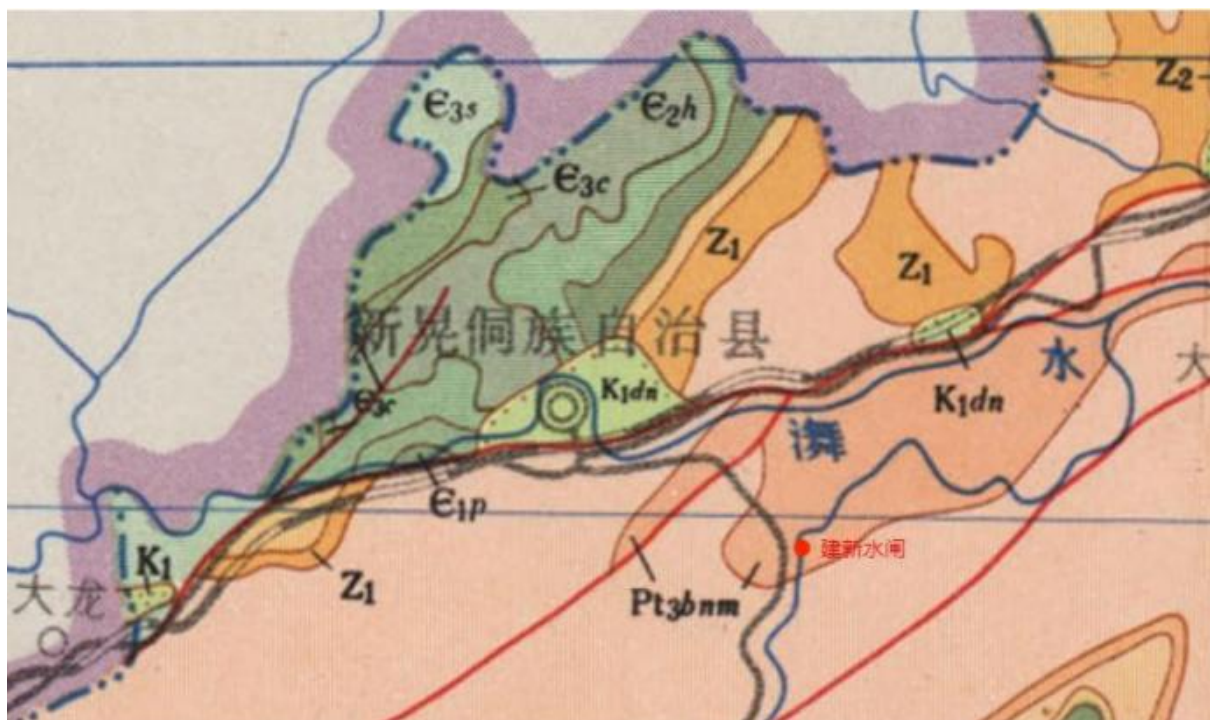 Z₂
Є₃s
Є₂h
Є₃c
Z₁
Z₁
新晃侗族自治县
水
大
Є₃c
K₁dn
K₁dn
㵲
Є₁p
建新水闸
K₁
大龙
Z₁
Pt₃bnm